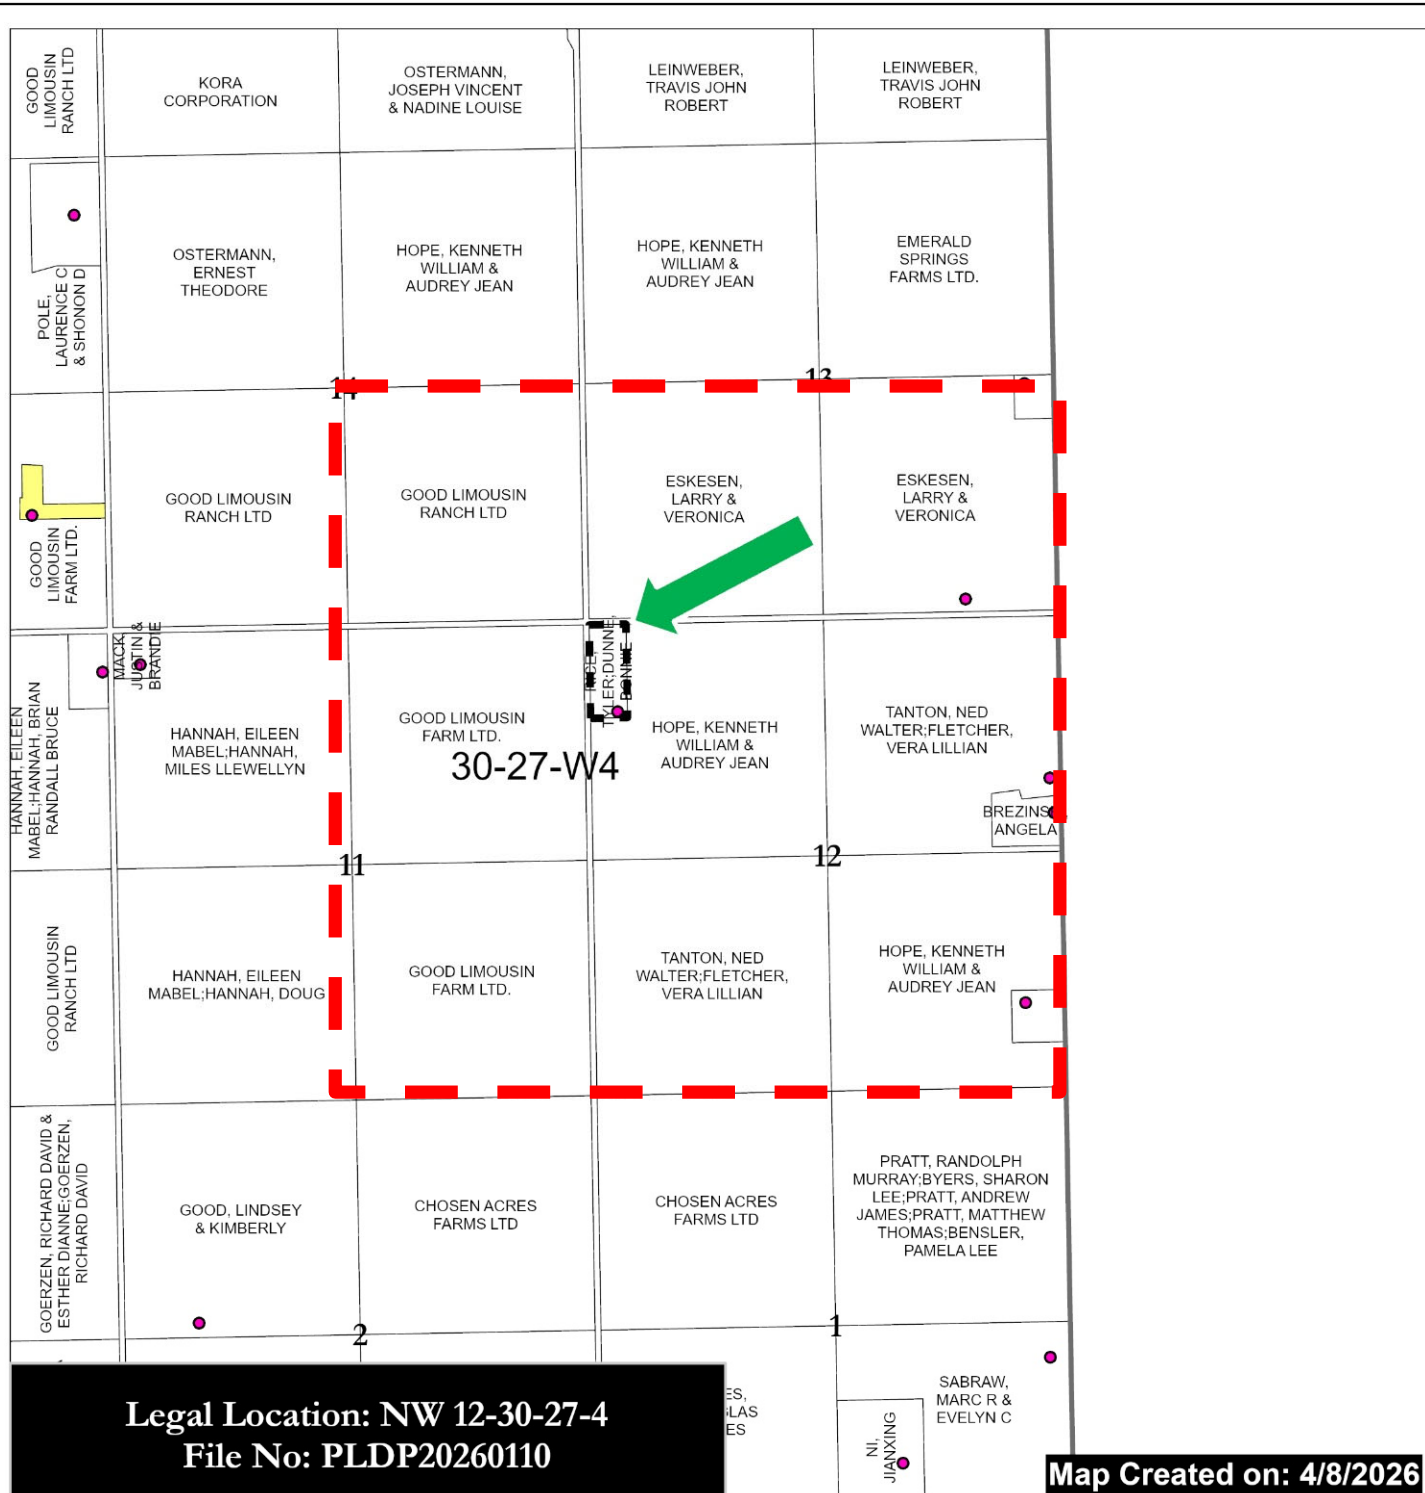 GOOD
LIMOUSIN
RANCH LTD
KORA
CORPORATION
OSTERMANN,
JOSEPH VINCENT
& NADINE LOUISE
LEINWEBER,
TRAVIS JOHN
ROBERT
LEINWEBER,
TRAVIS JOHN
ROBERT
POLE,
LAURENCE C
& SHONON D
OSTERMANN,
ERNEST
THEODORE
HOPE, KENNETH
WILLIAM &
AUDREY JEAN
HOPE, KENNETH
WILLIAM &
AUDREY JEAN
EMERALD
SPRINGS
FARMS LTD.
14
13
GOOD
LIMOUSIN
FARM LTD.
GOOD LIMOUSIN
RANCH LTD
GOOD LIMOUSIN
RANCH LTD
ESKESEN,
LARRY &
VERONICA
ESKESEN,
LARRY &
VERONICA
HANNAH, EILEEN
MABEL;HANNAH, BRIAN
RANDALL BRUCE
MACK,
JUSTIN &
BRANDIE
HANNAH, EILEEN
MABEL;HANNAH,
MILES LLEWELLYN
GOOD LIMOUSIN
FARM LTD.
TYLER;DUNNE,
BONNIE
HOPE, KENNETH
WILLIAM &
AUDREY JEAN
TANTON, NED
WALTER;FLETCHER,
VERA LILLIAN
30-27-W4
ANGELA
11
12
GOOD LIMOUSIN
RANCH LTD
HANNAH, EILEEN
MABEL;HANNAH, DOUG
GOOD LIMOUSIN
FARM LTD.
TANTON, NED
WALTER;FLETCHER,
VERA LILLIAN
HOPE, KENNETH
WILLIAM &
AUDREY JEAN
GOERZEN, RICHARD DAVID &
ESTHER DIANNE;GOERZEN,
RICHARD DAVID
GOOD, LINDSEY
& KIMBERLY
CHOSEN ACRES
FARMS LTD
CHOSEN ACRES
FARMS LTD
PRATT, RANDOLPH
MURRAY;BYERS, SHARON
LEE;PRATT, ANDREW
JAMES;PRATT, MATTHEW
THOMAS;BENSLER,
PAMELA LEE
2
1
NI,
JIANXING
SABRAW,
MARC R &
EVELYN C
Legal Location: NW 12-30-27-4
File No: PLDP20260110
Map Created on: 4/8/2026